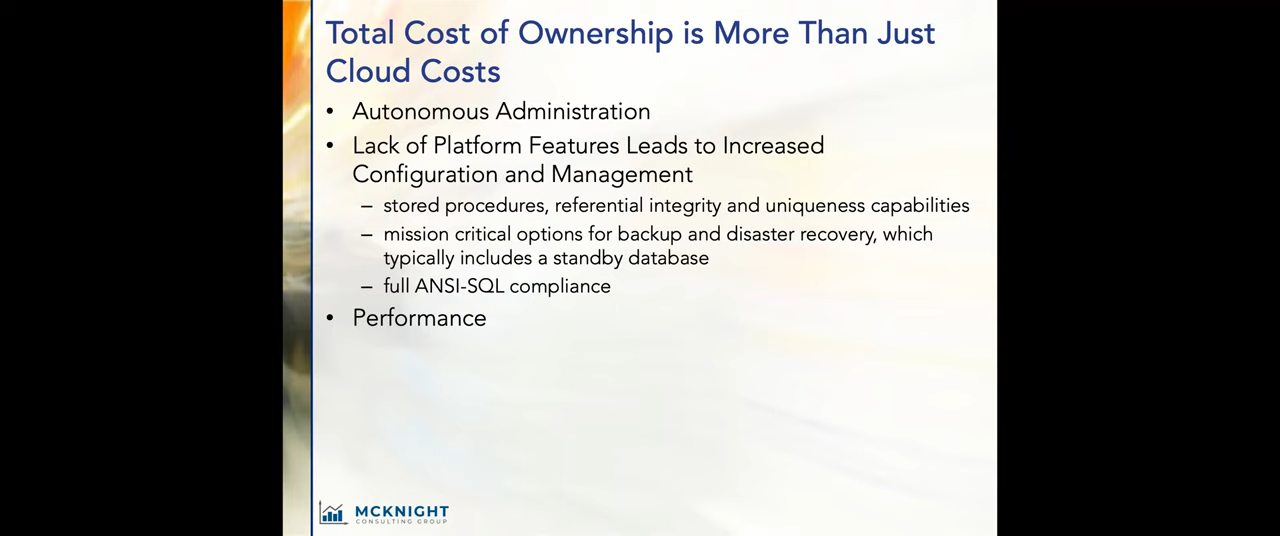 Total Cost of Ownership is More Than Just
Cloud Costs
• Autonomous Administration
• Lack of Platform Features Leads to Increased
Configuration and Management
– stored procedures, referential integrity and uniqueness capabilities
– mission critical options for backup and disaster recovery, which
typically includes a standby database
– full ANSI-SQL compliance
• Performance
MCKNIGHT
CONSULTING GROUP